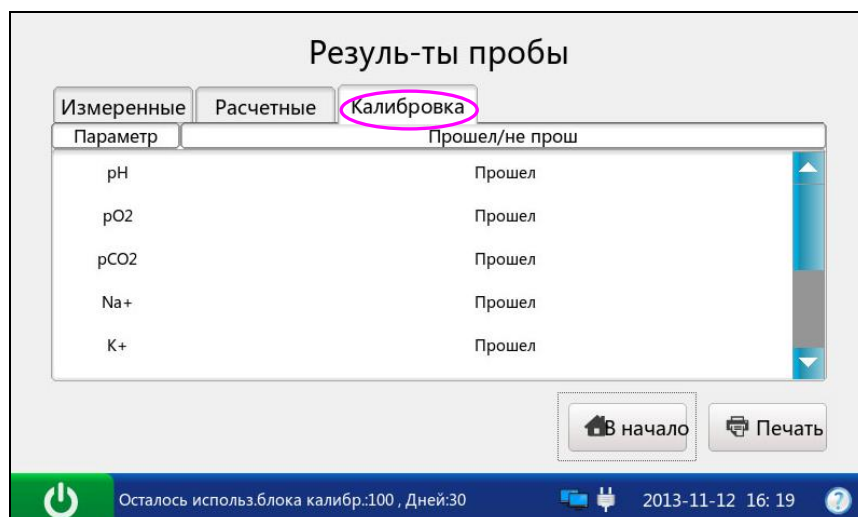 Резуль-ты пробы
Измеренные Расчетные Калибровка
Параметр Прошел/не прош
pH Прошел
pO2 Прошел
pCO2 Прошел
Na+ Прошел
K+ Прошел
В начало Печать
Осталось использ.блока калибр.:100 , Дней:30 2013-11-12 16: 19 ?